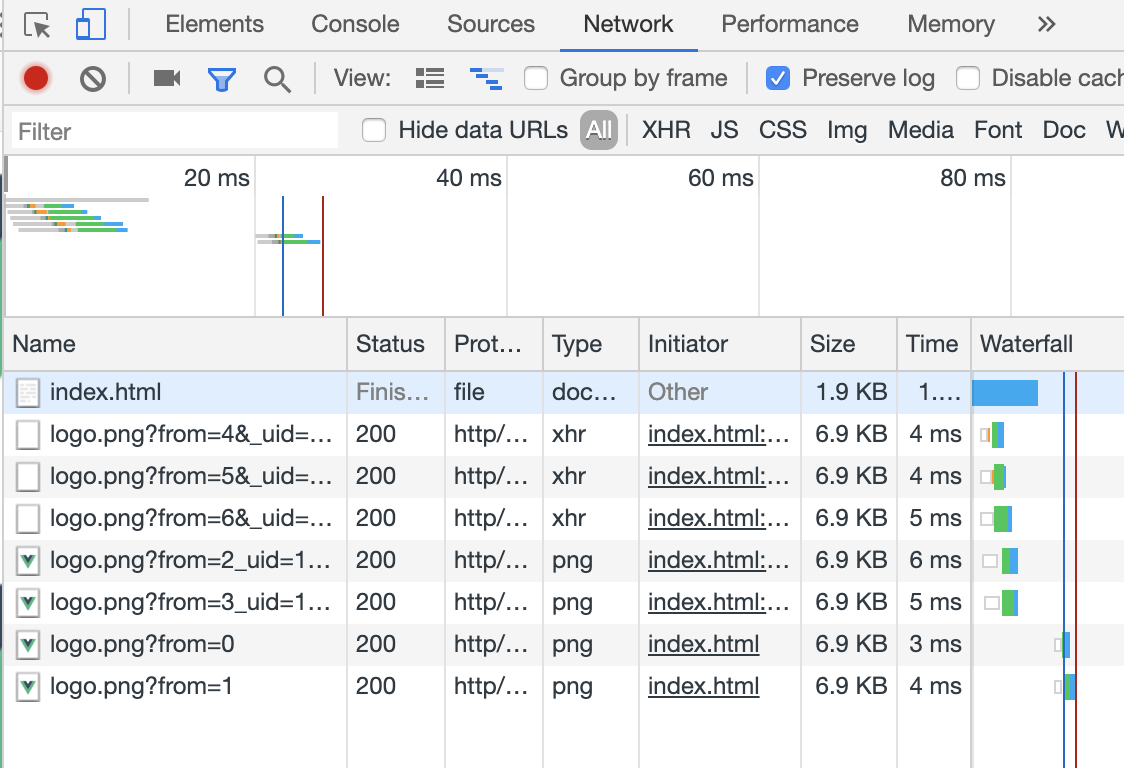 Elements Console Sources Network Performance Memory »
View: Group by frame Preserve log Disable cach
Filter Hide data URLs All XHR JS CSS Img Media Font Doc W
20 ms 40 ms 60 ms 80 ms
Name Status Prot… Type Initiator Size Time Waterfall
index.html Finis… file doc… Other 1.9 KB 1.…
logo.png?from=4&_uid=… 200 http/… xhr index.html:… 6.9 KB 4 ms
logo.png?from=5&_uid=… 200 http/… xhr index.html:… 6.9 KB 4 ms
logo.png?from=6&_uid=… 200 http/… xhr index.html:… 6.9 KB 5 ms
logo.png?from=2_uid=1… 200 http/… png index.html:… 6.9 KB 6 ms
logo.png?from=3_uid=1… 200 http/… png index.html:… 6.9 KB 5 ms
logo.png?from=0 200 http/… png index.html 6.9 KB 3 ms
logo.png?from=1 200 http/… png index.html 6.9 KB 4 ms